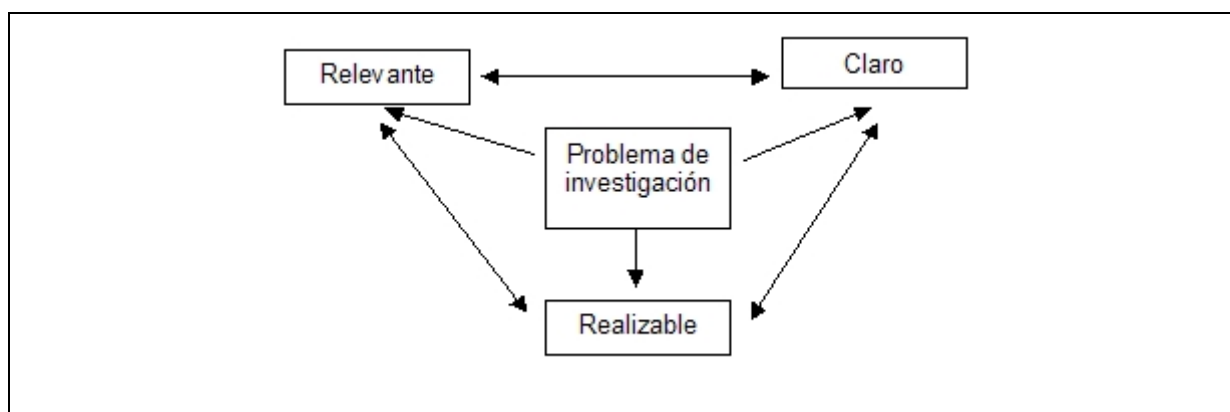 Relevante
Claro
Problema de
investigación
Realizable